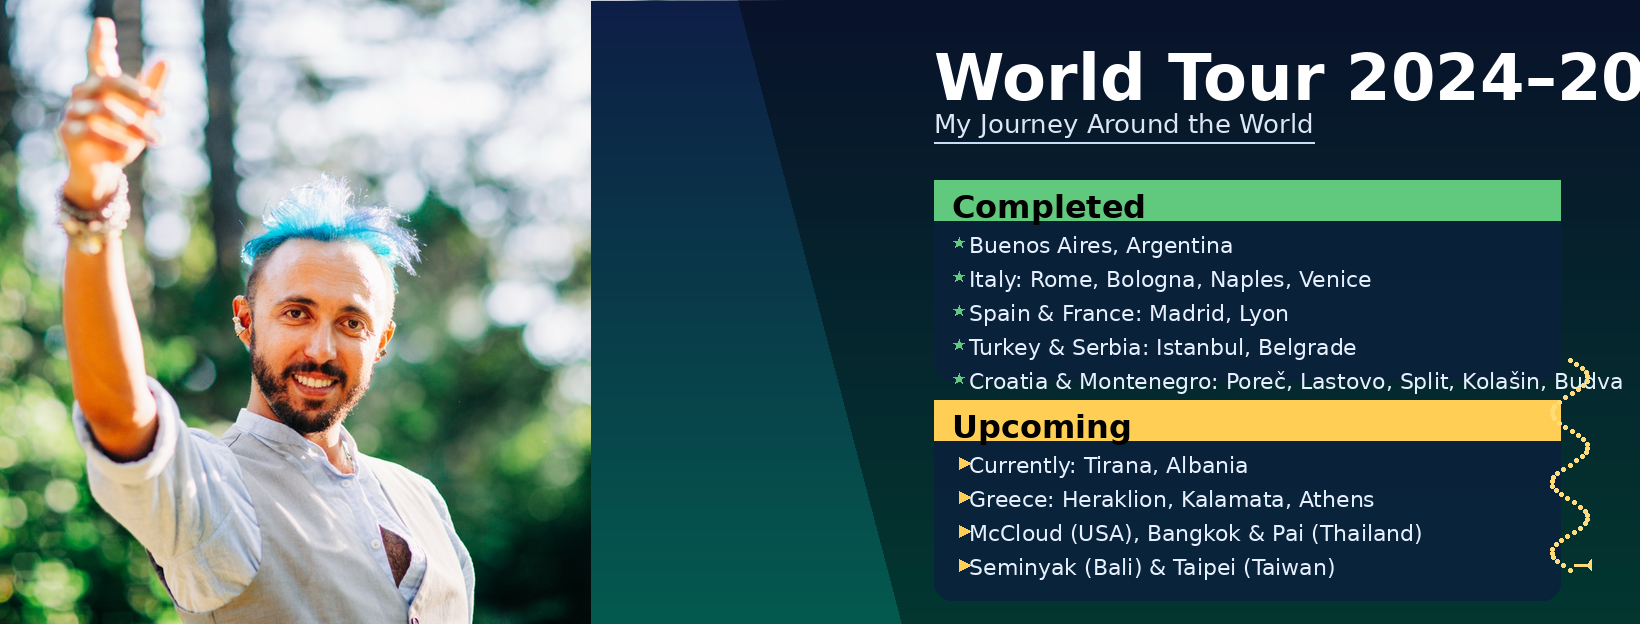 World Tour 2024–20
My Journey Around the World
Completed
★ Buenos Aires, Argentina
★ Italy: Rome, Bologna, Naples, Venice
★ Spain & France: Madrid, Lyon
★ Turkey & Serbia: Istanbul, Belgrade
★ Croatia & Montenegro: Poreč, Lastovo, Split, Kolašin, Budva
Upcoming
► Currently: Tirana, Albania
► Greece: Heraklion, Kalamata, Athens
► McCloud (USA), Bangkok & Pai (Thailand)
► Seminyak (Bali) & Taipei (Taiwan)